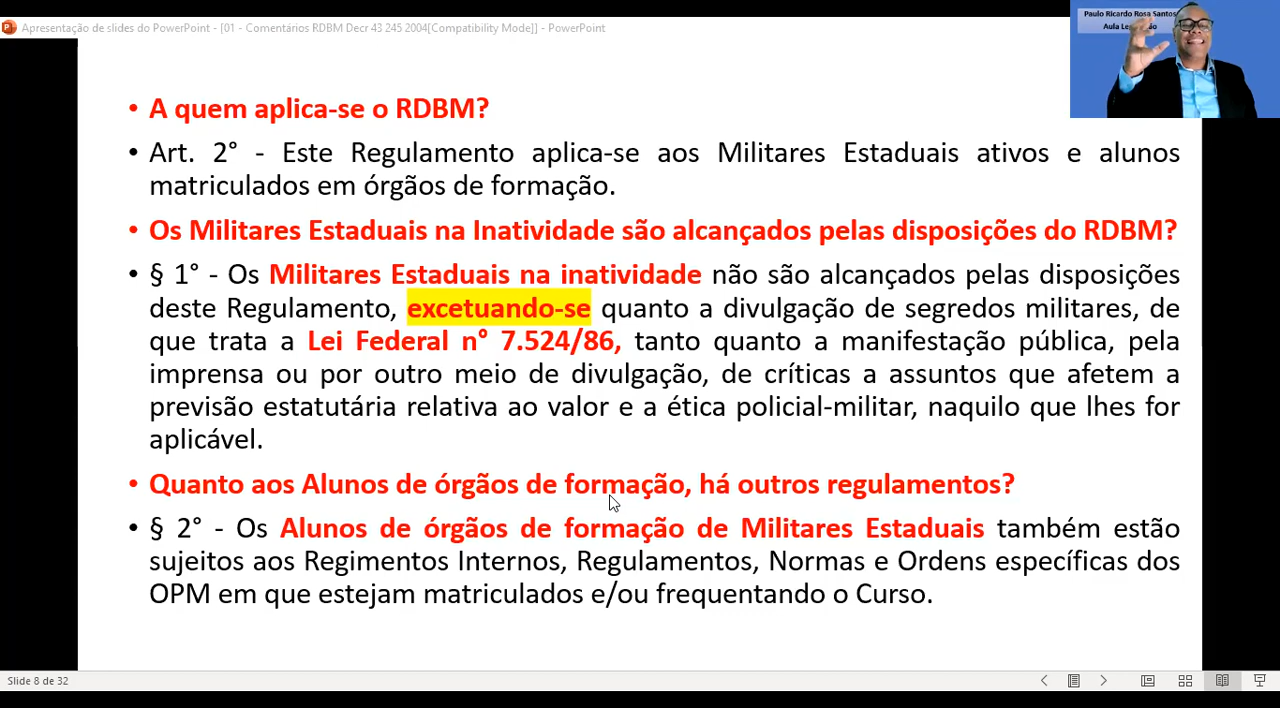 Apresentação de slides do PowerPoint - [01 - Comentários RDBM Decr 43 245 2004[Compatibility Mode]] - PowerPoint
Paulo Ricardo Rosa Santos
• A quem aplica-se o RDBM?
• Art. 2° - Este Regulamento aplica-se aos Militares Estaduais ativos e alunos
matriculados em órgãos de formação.
• Os Militares Estaduais na Inatividade são alcançados pelas disposições do RDBM?
• § 1° - Os Militares Estaduais na inatividade não são alcançados pelas disposições
deste Regulamento, excetuando-se quanto a divulgação de segredos militares, de
que trata a Lei Federal n° 7.524/86, tanto quanto a manifestação pública, pela
imprensa ou por outro meio de divulgação, de críticas a assuntos que afetem a
previsão estatutária relativa ao valor e a ética policial-militar, naquilo que lhes for
aplicável.
• Quanto aos Alunos de órgãos de formação, há outros regulamentos?
• § 2° - Os Alunos de órgãos de formação de Militares Estaduais também estão
sujeitos aos Regimentos Internos, Regulamentos, Normas e Ordens específicas dos
OPM em que estejam matriculados e/ou frequentando o Curso.
Slide 8 de 32